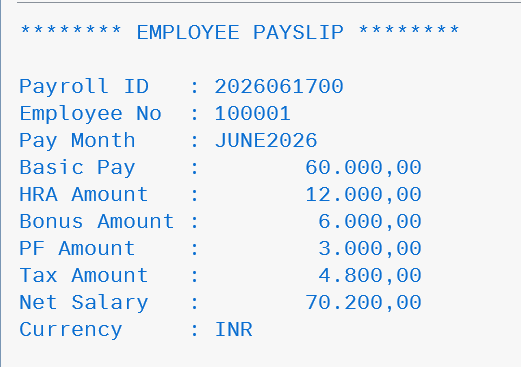 ******** EMPLOYEE PAYSLIP ********
Payroll ID   : 2026061700
Employee No  : 100001
Pay Month    : JUNE2026
Basic Pay    :        60.000,00
HRA Amount   :        12.000,00
Bonus Amount :         6.000,00
PF Amount    :         3.000,00
Tax Amount   :         4.800,00
Net Salary   :        70.200,00
Currency     : INR